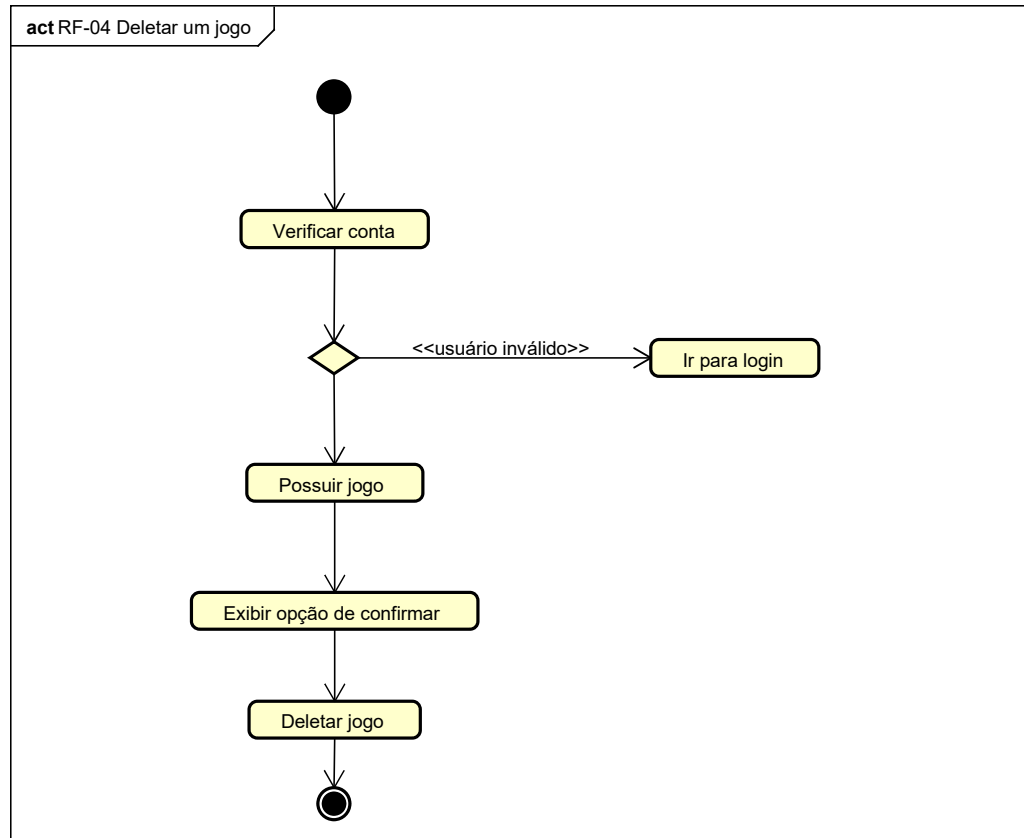 act RF-04 Deletar um jogo
Verificar conta
<<usuário inválido>>
Ir para login
Possuir jogo
Exibir opção de confirmar
Deletar jogo